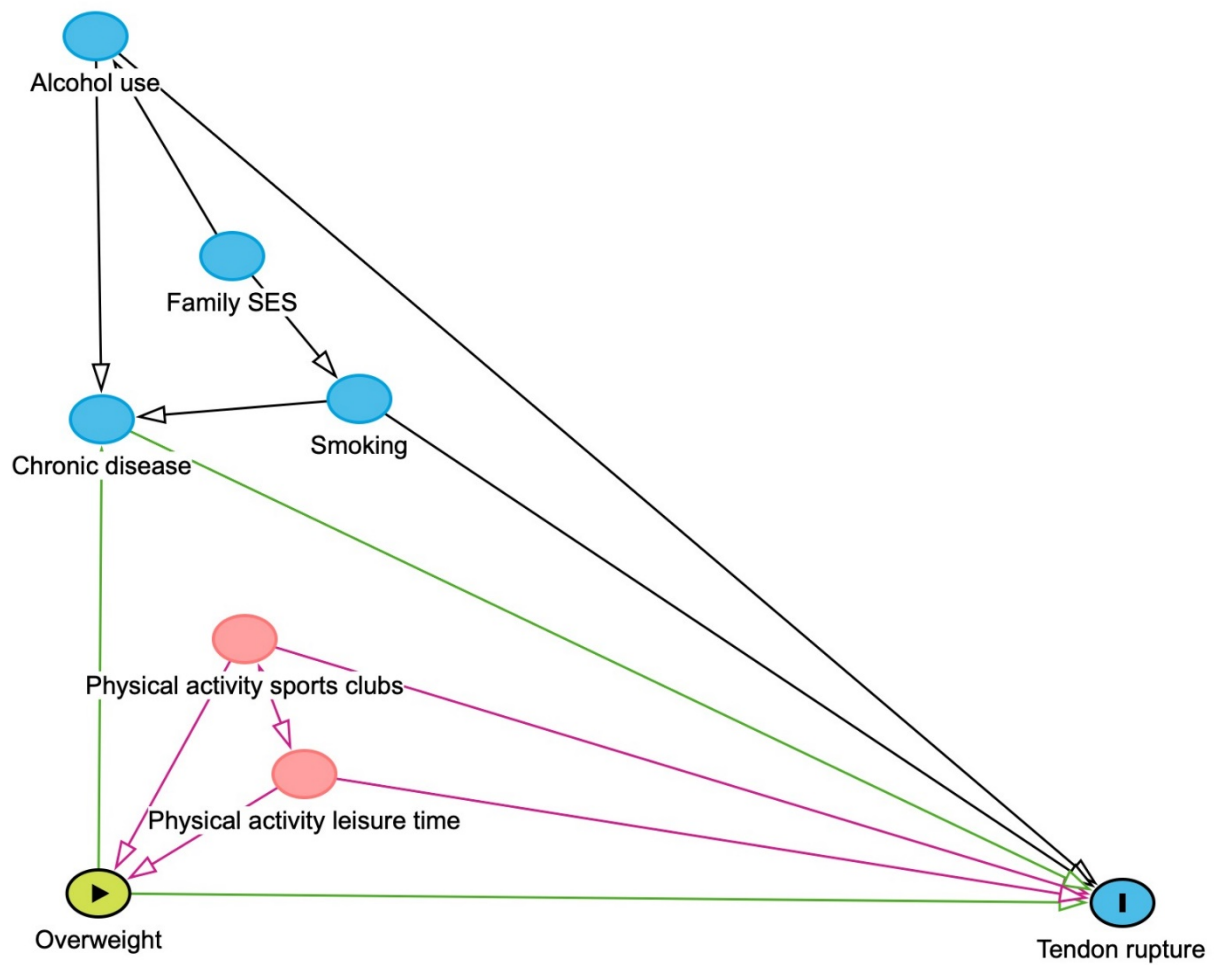 Alcohol use
Family SES
Smoking
Chronic disease
Physical activity sports clubs
Physical activity leisure time
Overweight
Tendon rupture